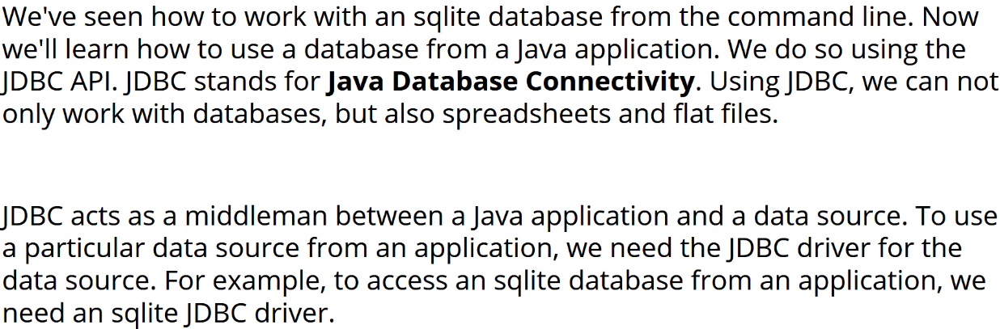 We've seen how to work with an sqlite database from the command line. Now
we'll learn how to use a database from a Java application. We do so using the
JDBC API. JDBC stands for Java Database Connectivity. Using JDBC, we can not
only work with databases, but also spreadsheets and flat files.
JDBC acts as a middleman between a Java application and a data source. To use
a particular data source from an application, we need the JDBC driver for the
data source. For example, to access an sqlite database from an application, we
need an sqlite JDBC driver.